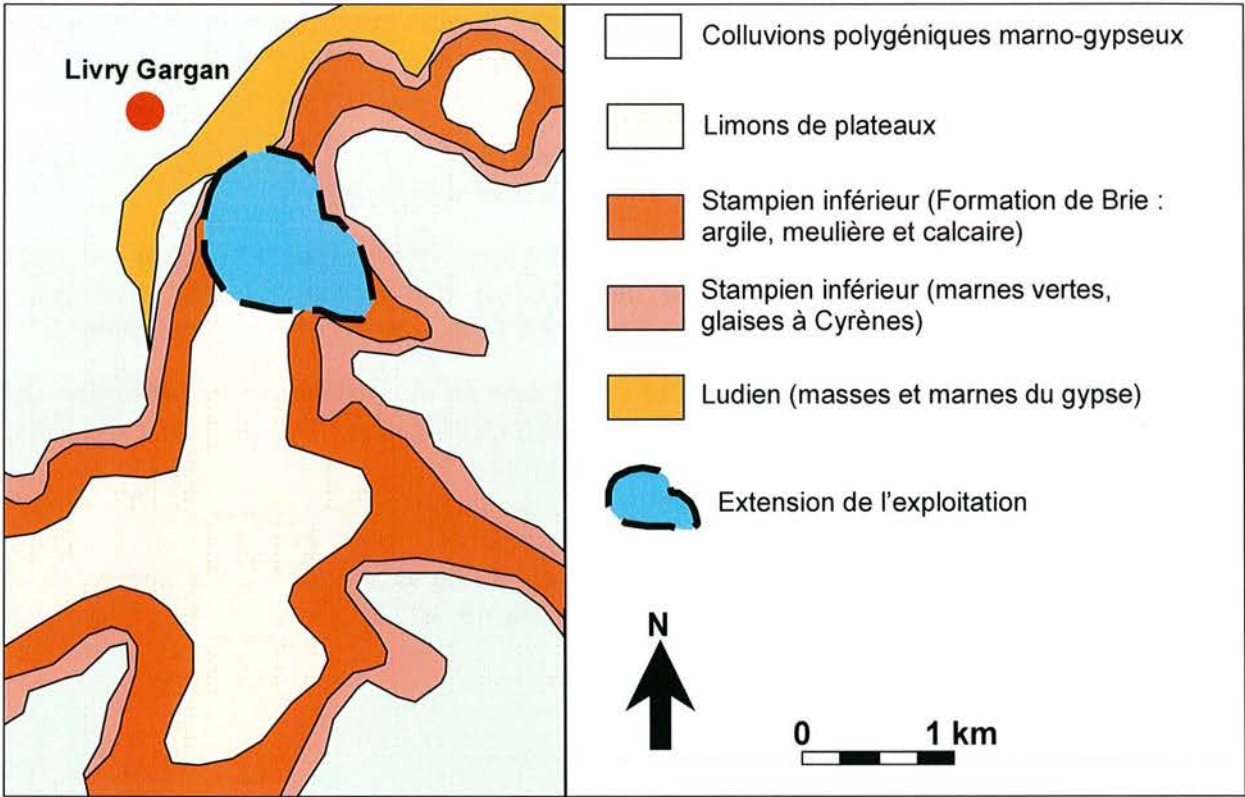 Livry Gargan
Colluvions polygéniques marno-gypseux
Limons de plateaux
Stampien inférieur (Formation de Brie :
argile, meulière et calcaire)
Stampien inférieur (marnes vertes,
glaises à Cyrènes)
Ludien (masses et marnes du gypse)
Extension de l'exploitation
N
0 1 km